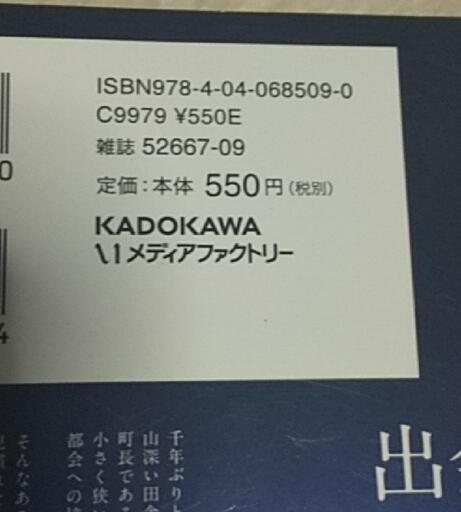 ISBN978-4-04-068509-0
C9979 ¥550E
雑誌 52667-09
定価：本体 550円（税別）
KADOKAWA
メディアファクトリー
0
4
出
千年ぶり
山深い田舎
町長である
小さく狭い
都会への
そんなあ